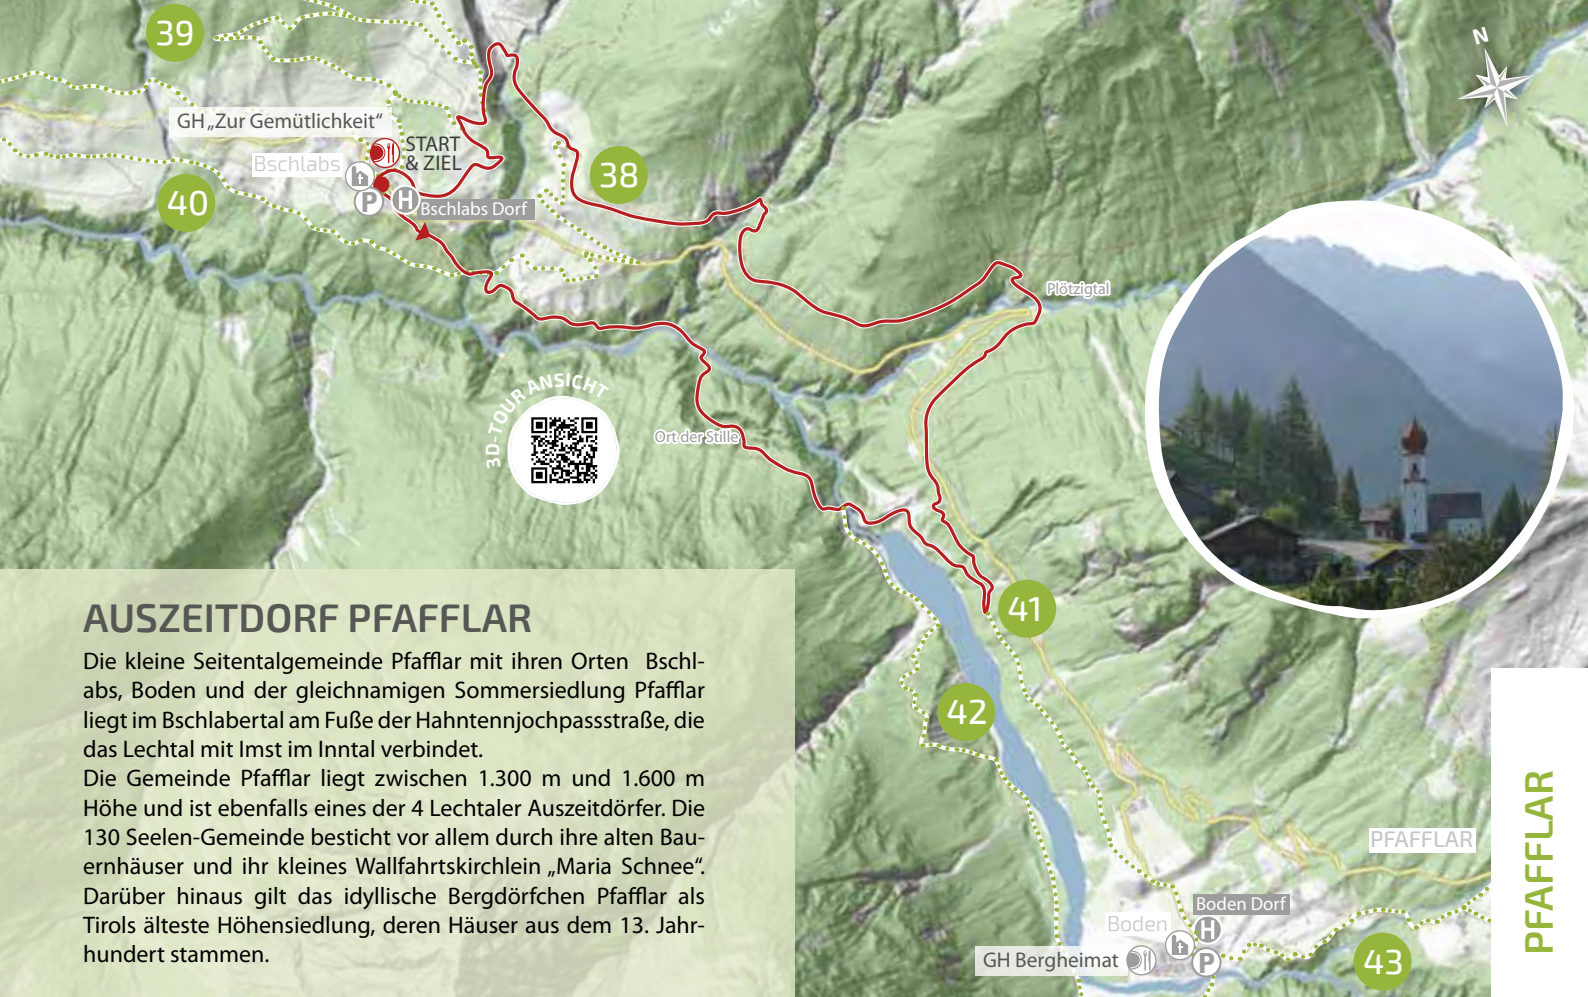 39
N
GH „Zur Gemütlichkeit“
START
& ZIEL
Bschlabs
38
40
P
H
Bschlabs Dorf
Plötzigtal
3D-TOUR ANSICHT
Ort der Stille
41
42
AUSZEITDORF PFAFFLAR
Die kleine Seitentalgemeinde Pfafflar mit ihren Orten Bschl-
abs, Boden und der gleichnamigen Sommersiedlung Pfafflar
liegt im Bschlabertal am Fuße der Hahntennjochpassstraße, die
das Lechtal mit Imst im Inntal verbindet.
Die Gemeinde Pfafflar liegt zwischen 1.300 m und 1.600 m
Höhe und ist ebenfalls eines der 4 Lechtaler Auszeitdörfer. Die
130 Seelen-Gemeinde besticht vor allem durch ihre alten Bau-
ernhäuser und ihr kleines Wallfahrtskirchlein „Maria Schnee“.
Darüber hinaus gilt das idyllische Bergdörfchen Pfafflar als
Tirols älteste Höhensiedlung, deren Häuser aus dem 13. Jahr-
hundert stammen.
PFAFFLAR
PFAFFLAR
Boden Dorf
Boden
H
GH Bergheimat
P
43